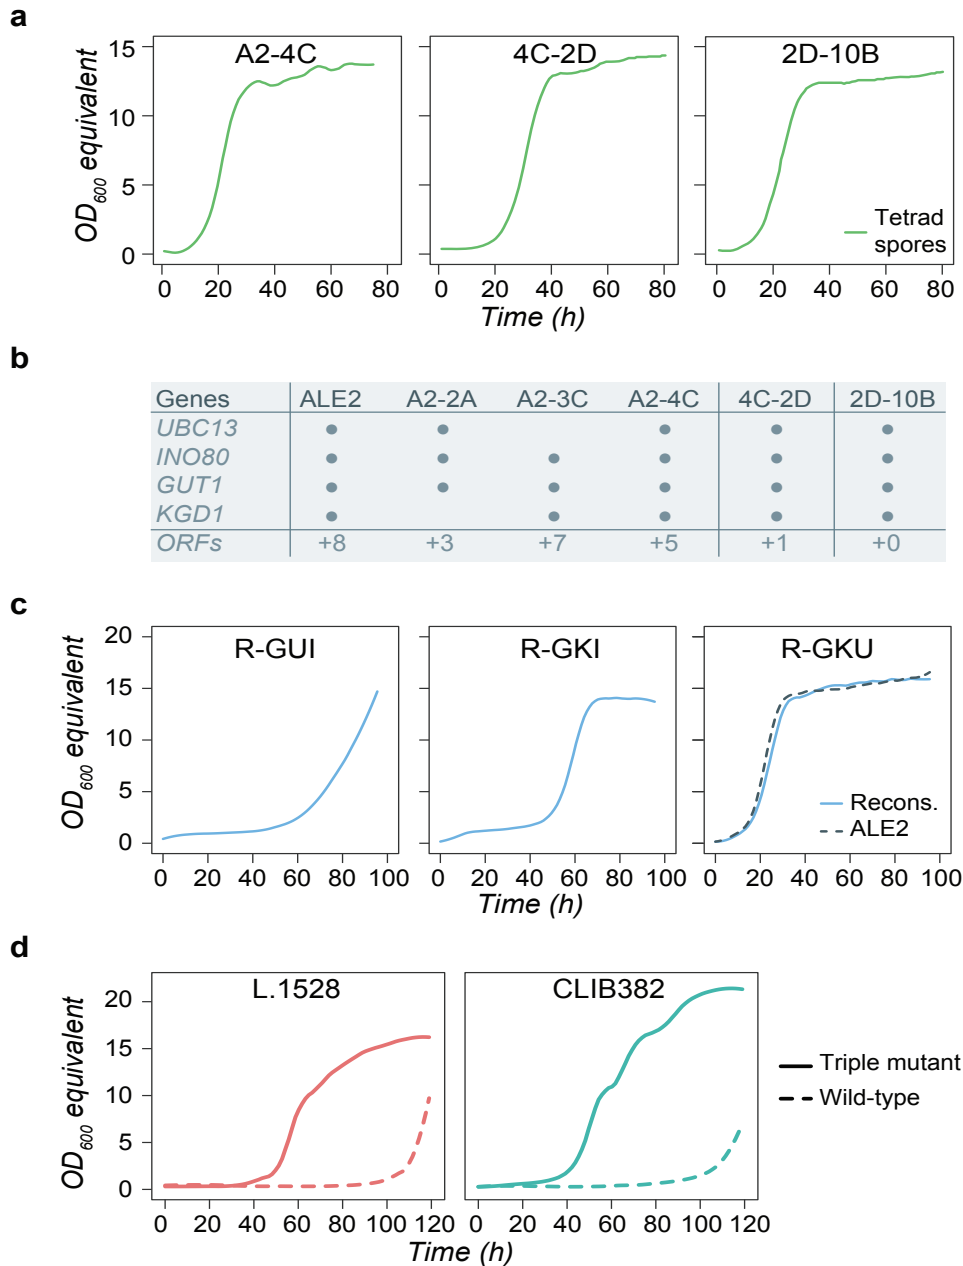 a
A2-4C
4C-2D
2D-10B
15
10
5
0
OD600 equivalent
Tetrad
spores
0 20 40 60 80
0 20 40 60 80
0 20 40 60 80
Time (h)
b
Genes ALE2 A2-2A A2-3C A2-4C 4C-2D 2D-10B
UBC13 ● ● ● ● ●
INO80 ● ● ● ● ● ●
GUT1 ● ● ● ● ● ●
KGD1 ● ● ● ● ●
ORFs +8 +3 +7 +5 +1 +0
c
R-GUI
R-GKI
R-GKU
20
15
10
5
0
OD600 equivalent
Recons.
ALE2
0 20 40 60 80 100
0 20 40 60 80 100
0 20 40 60 80 100
Time (h)
d
L.1528
CLIB382
20
15
10
5
0
OD600 equivalent
Triple mutant
Wild-type
0 20 40 60 80 100 120
0 20 40 60 80 100 120
Time (h)